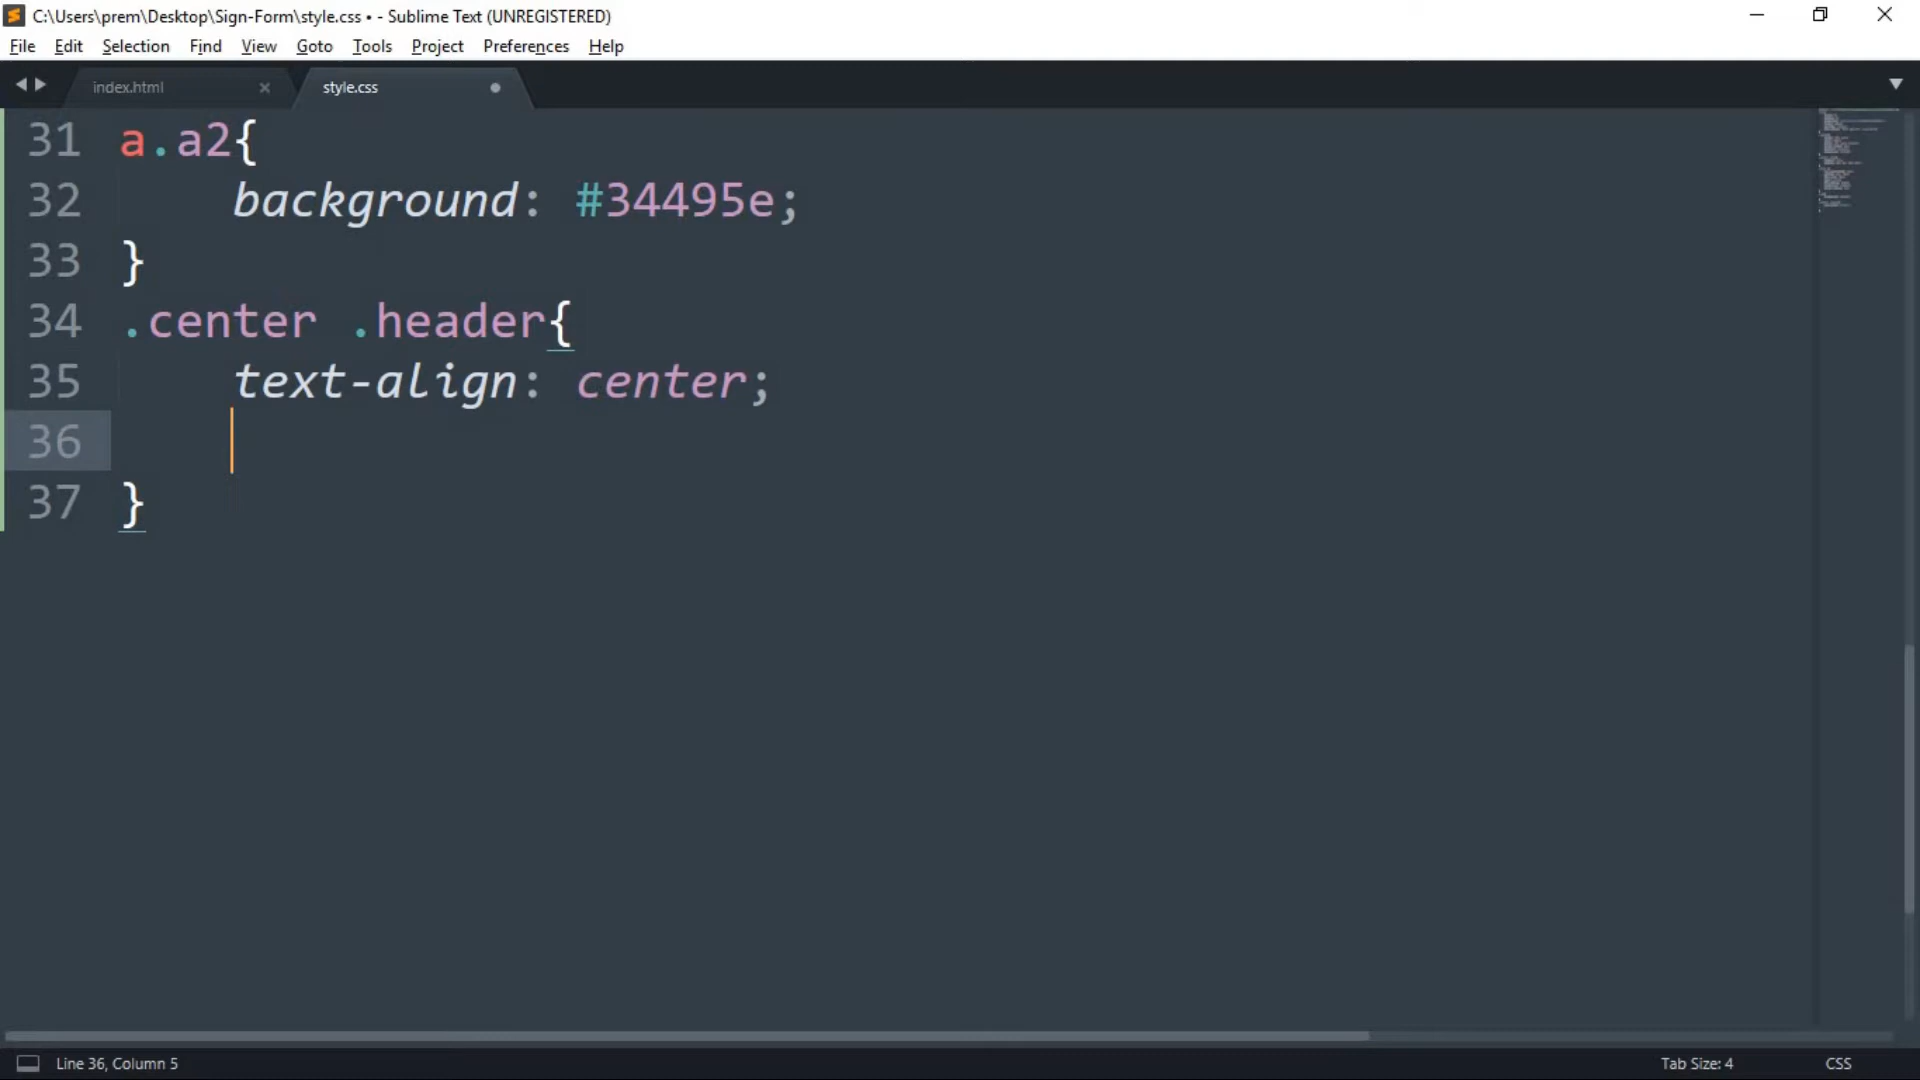 C:\Users\prem\Desktop\Sign-Form\style.css • - Sublime Text (UNREGISTERED)
File Edit Selection Find View Goto Tools Project Preferences Help
index.html style.css
31 a.a2{
32 background: #34495e;
33 }
34 .center .header{
35 text-align: center;
36
37 }
Line 36, Column 5 Tab Size: 4 CSS